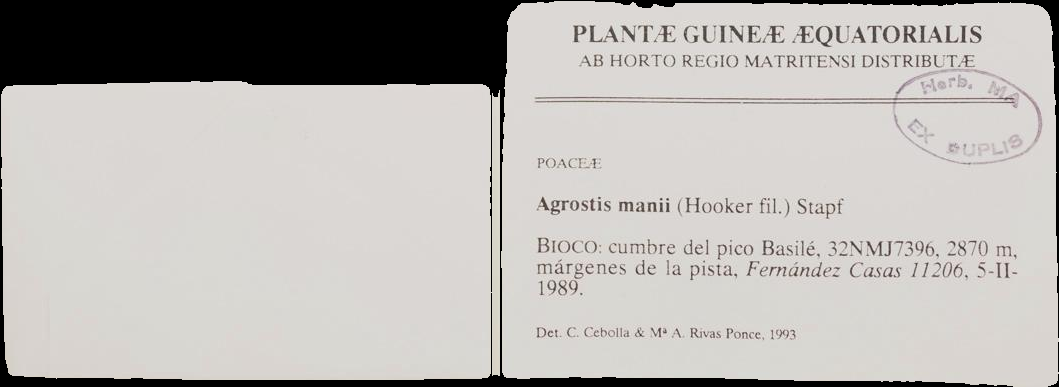 PLANTÆ GUINEÆ ÆQUATORIALIS
AB HORTO REGIO MATRITENSI DISTRIBUTÆ
Herb. MA
EX DUPLIS
POACEÆ
Agrostis manii (Hooker fil.) Stapf
BIOCO: cumbre del pico Basilé, 32NMJ7396, 2870 m,
márgenes de la pista, Fernández Casas 11206, 5-II-
1989.
Det. C. Cebolla & Mª A. Rivas Ponce, 1993